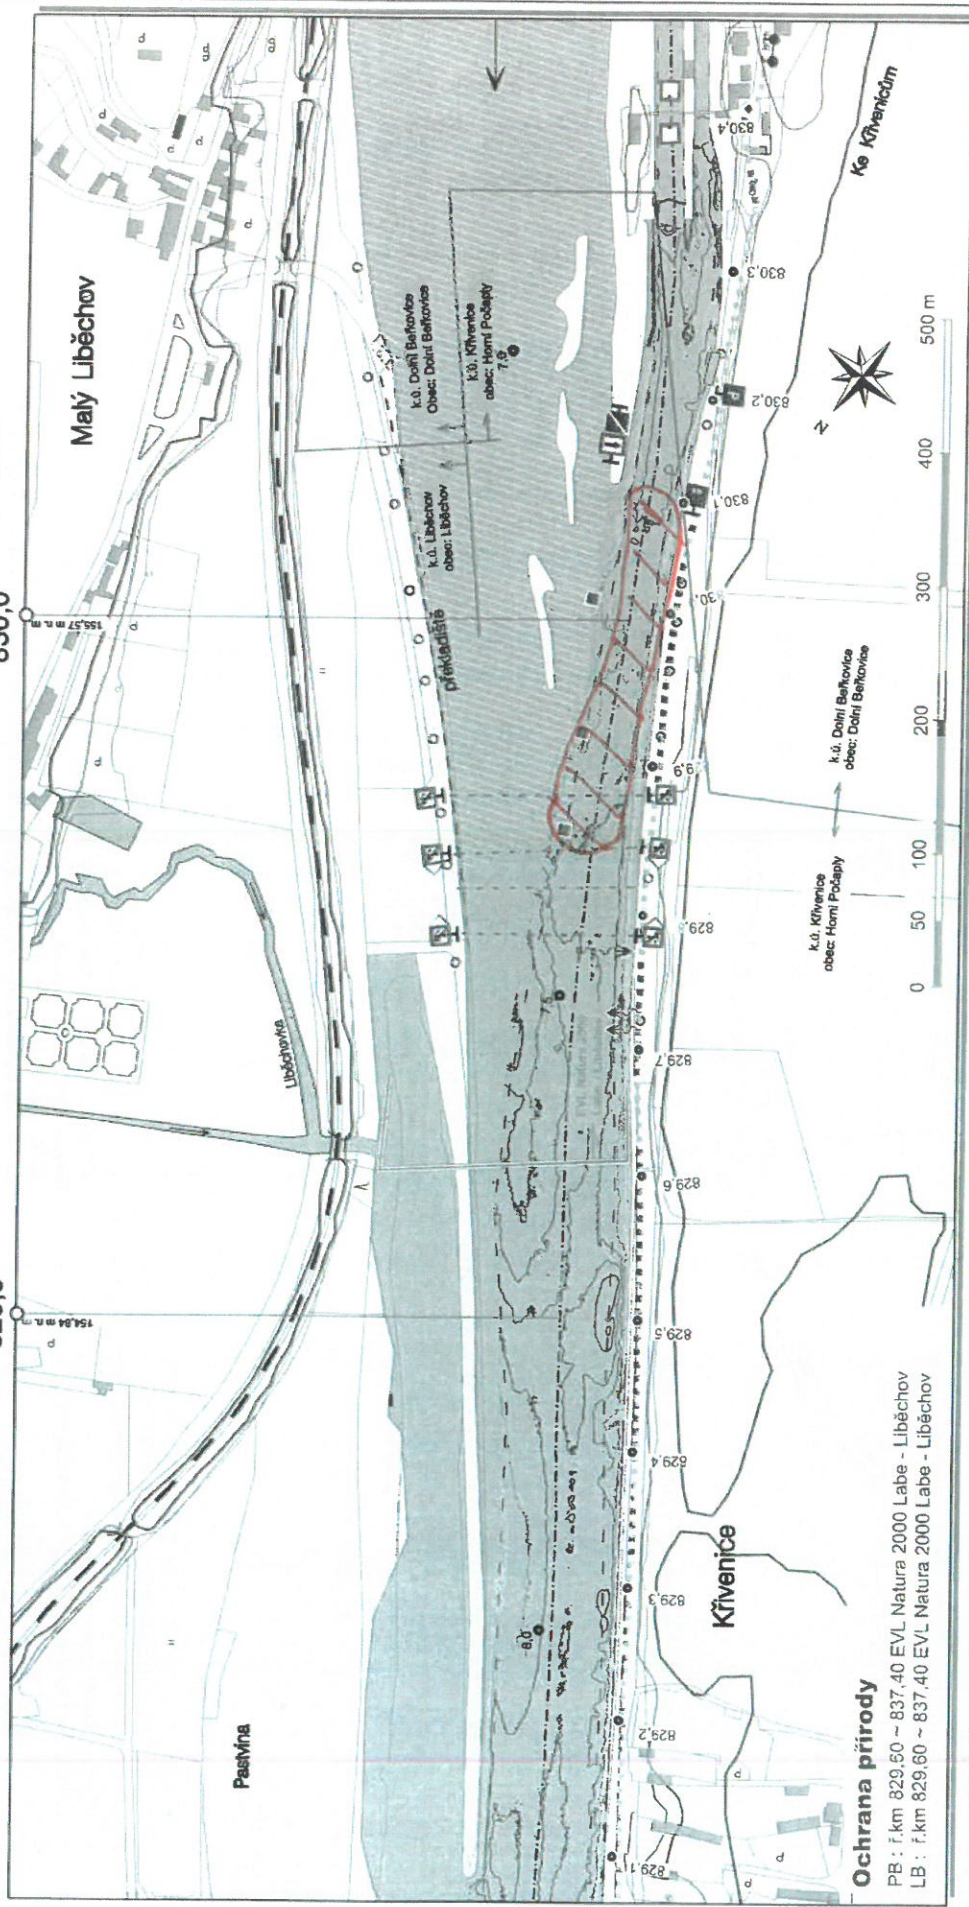 Malý Liběchov
155,57 m n. m
154,84 m n. m
k.ú. Dolní Beřkovice
Obec: Dolní Beřkovice
k.ú. Křivenice
obec: Horní Počaply
7,0
k.ú. Liběchov
obec: Liběchov
překladiště
Liběchovka
Pastvina
Ke Křivenicům
830,4
830,3
830,2
830,1
829,7
829,6
829,5
829,4
829,3
829,2
829,1
8,0
k.ú. Dolní Beřkovice
obec: Dolní Beřkovice
k.ú. Křivenice
obec: Horní Počaply
N
0 50 100 200 300 400 500 m
Křivenice
Ochrana přírody
PB : ř.km 829,60 ~ 837,40 EVL Natura 2000 Labe - Liběchov
LB : ř.km 829,60 ~ 837,40 EVL Natura 2000 Labe - Liběchov